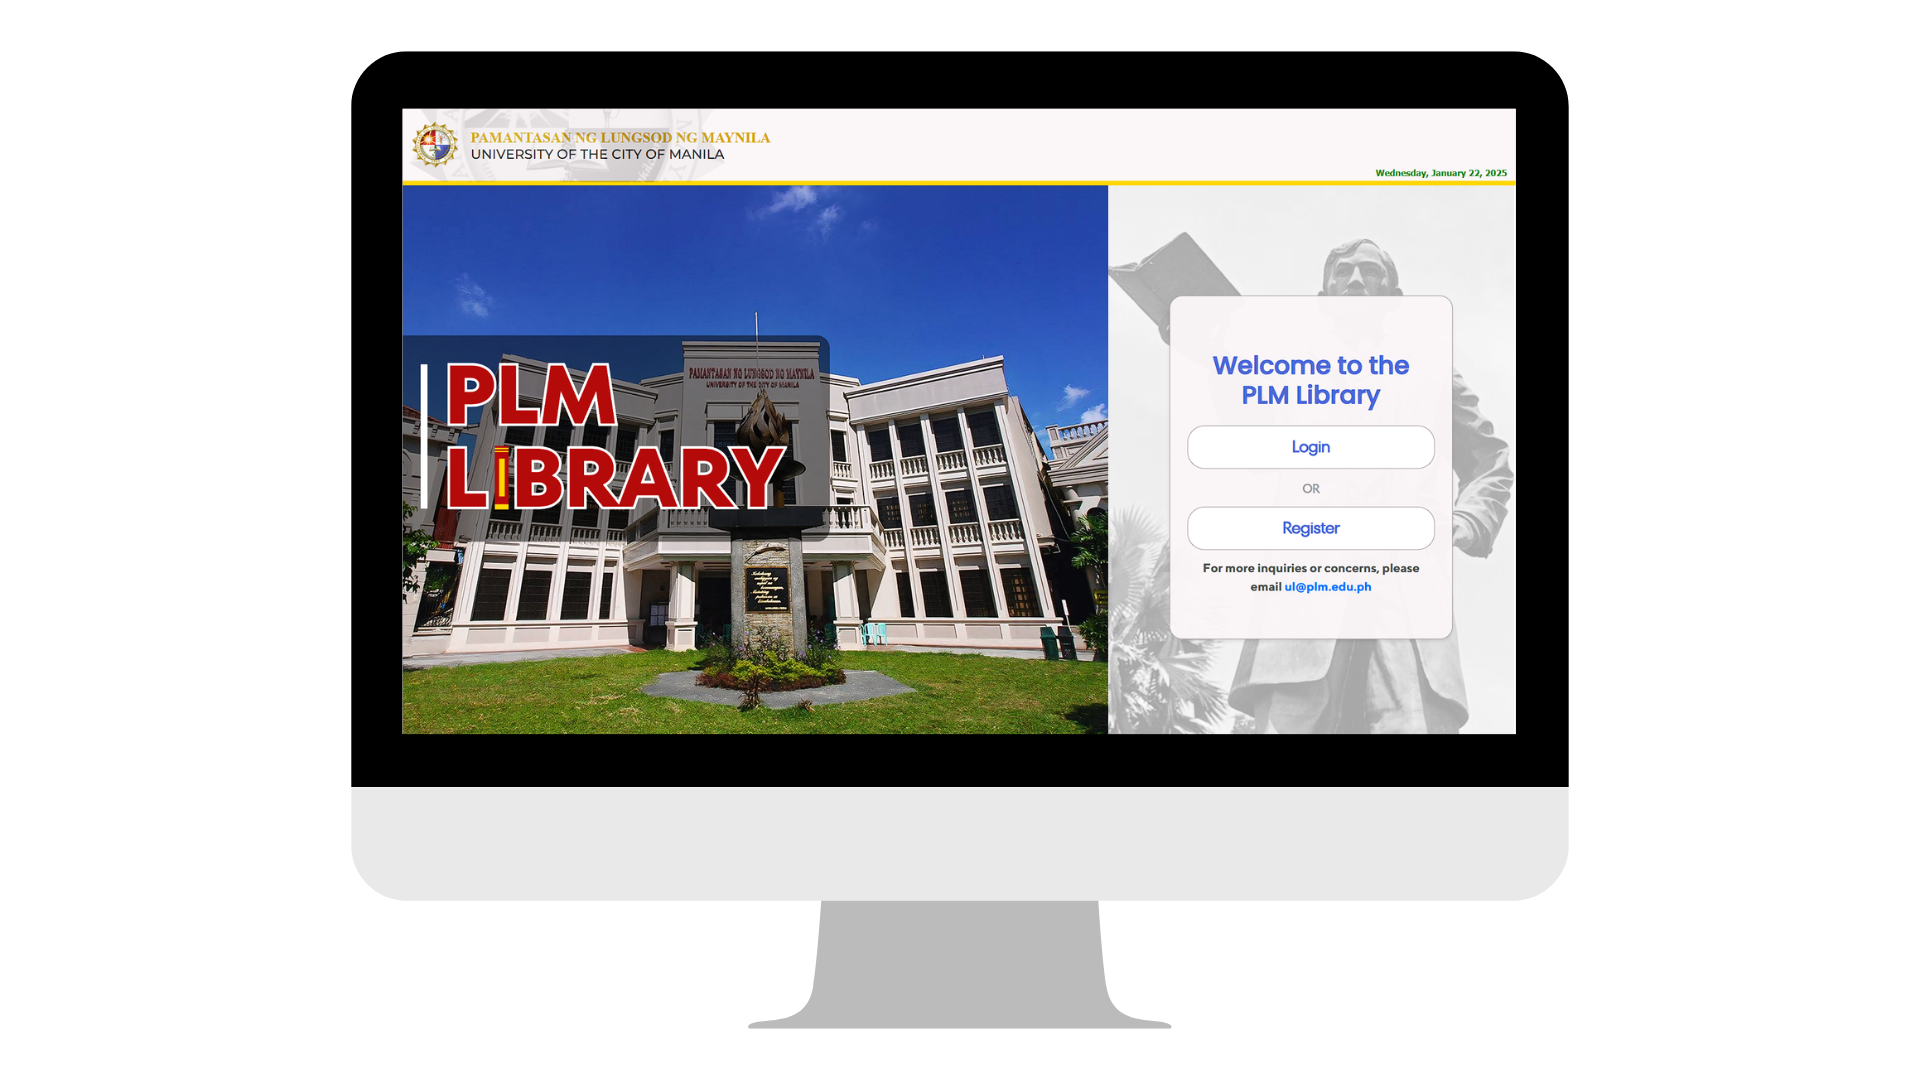 PAMANTASAN NG LUNGSOD NG MAYNILA
UNIVERSITY OF THE CITY OF MANILA
Wednesday, January 22, 2025
PAMANTASAN NG LUNGSOD NG MAYNILA
UNIVERSITY OF THE CITY OF MANILA
PLM
LIBRARY
Welcome to the
PLM Library
Login
OR
Register
For more inquiries or concerns, please
email ul@plm.edu.ph